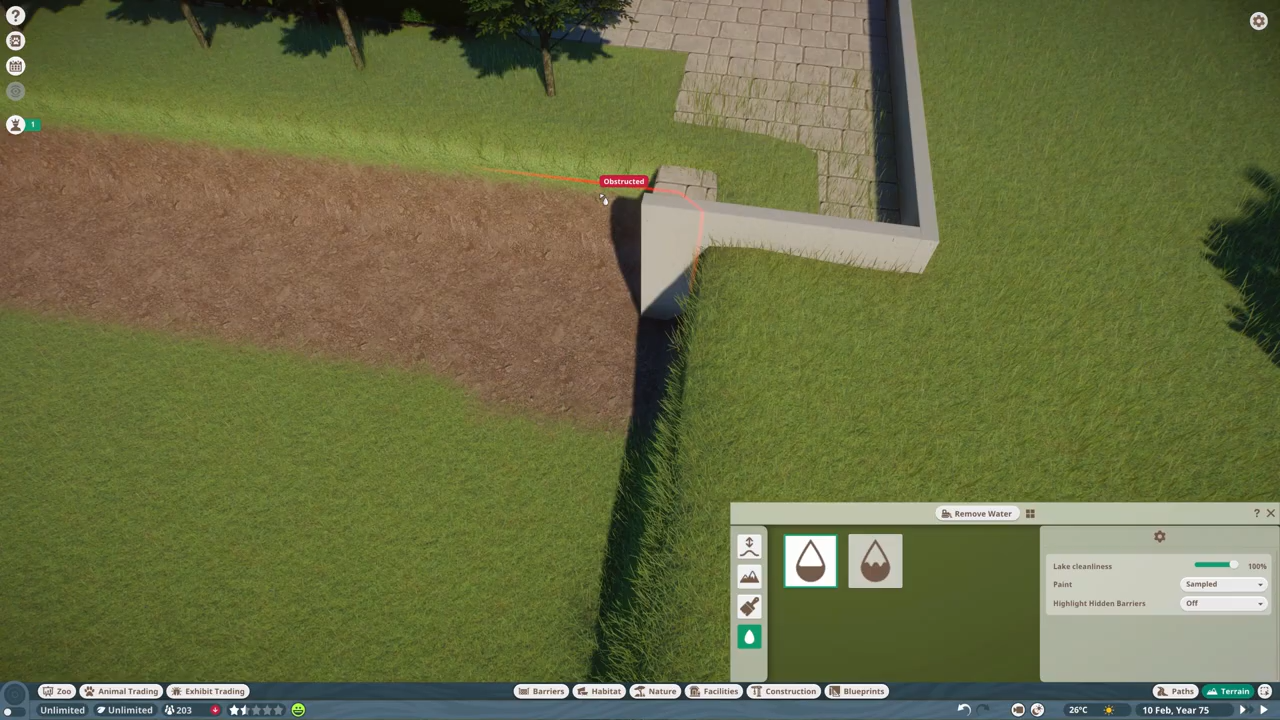 ?
1
Obstructed
Remove Water
?
Lake cleanliness 100%
Paint Sampled
Highlight Hidden Barriers Off
Zoo Animal Trading Exhibit Trading Barriers Habitat Nature Facilities Construction Blueprints Paths Terrain
Unlimited Unlimited 203 26°C 10 Feb, Year 75